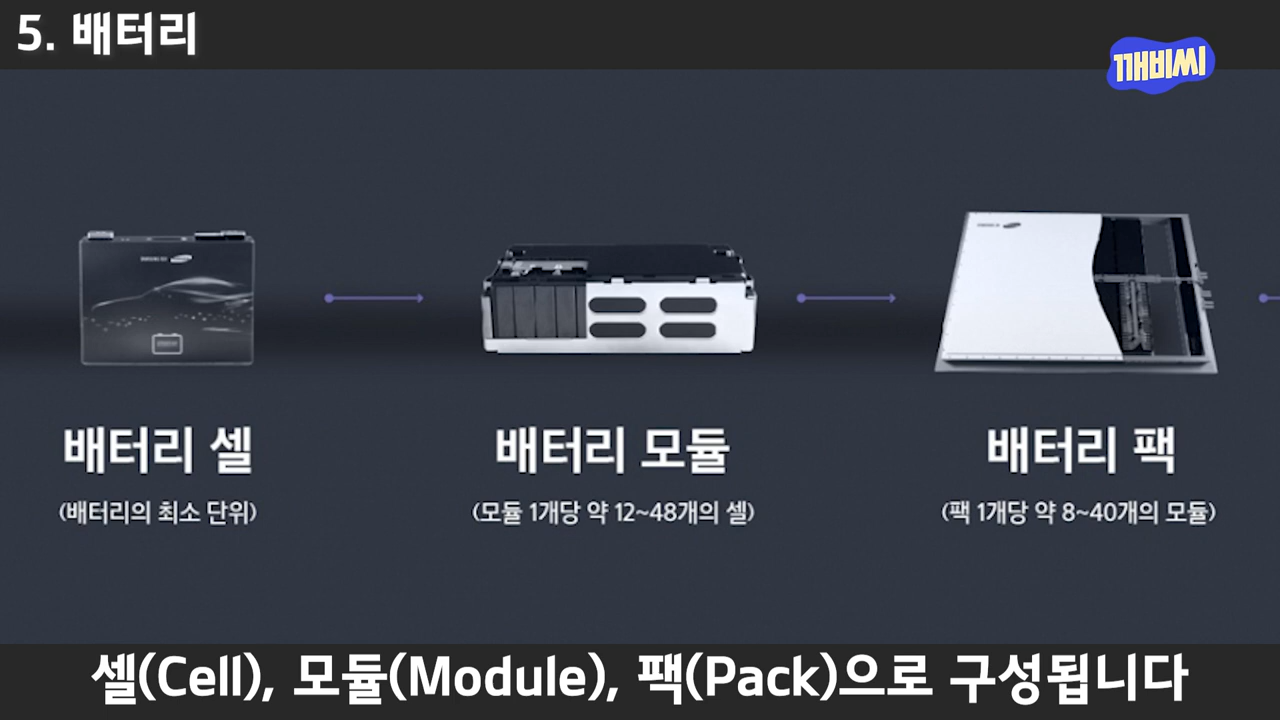 5. 배터리
깨비씨
배터리 셀
(배터리의 최소 단위)
배터리 모듈
(모듈 1개당 약 12~48개의 셀)
배터리 팩
(팩 1개당 약 8~40개의 모듈)
셀(Cell), 모듈(Module), 팩(Pack)으로 구성됩니다